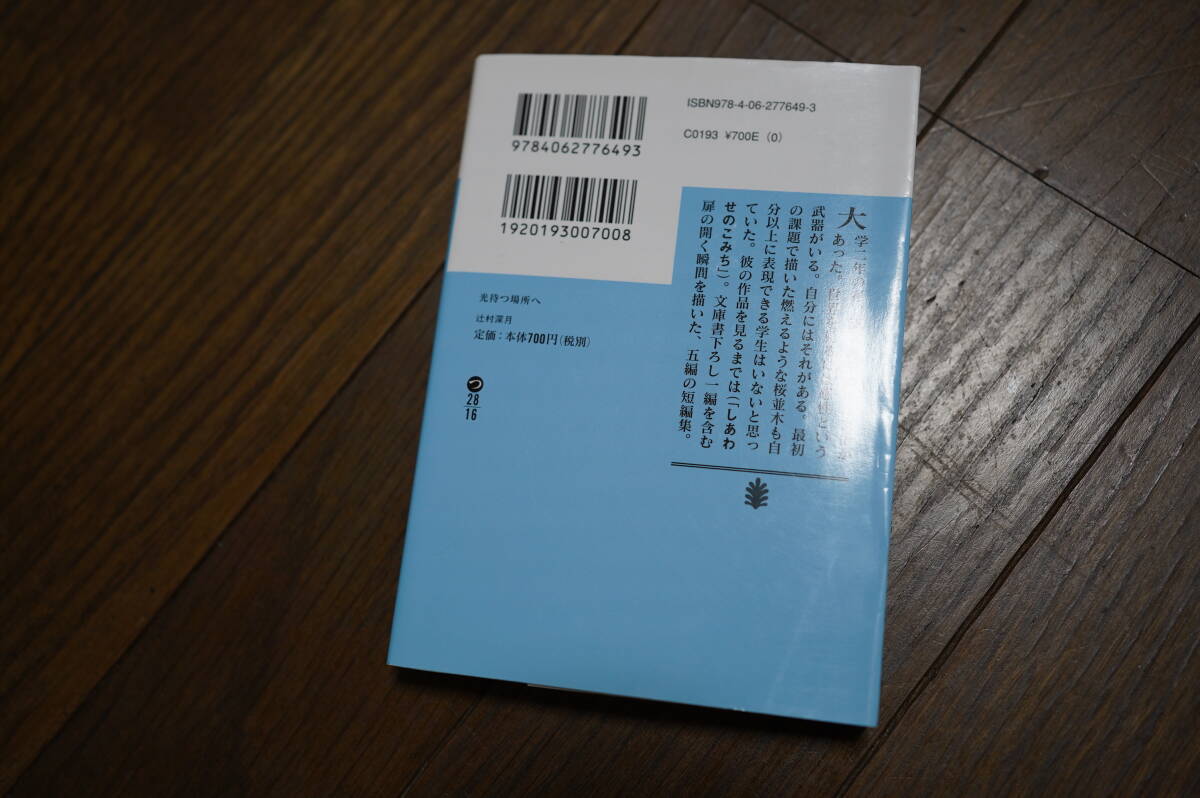 9784062776493
ISBN978-4-06-277649-3
C0193 ¥700E (0)
1920193007008
光待つ場所へ
辻村深月
定価：本体700円(税別)
つ
28
16
大学二年の
あった。
武器がいる。自分にはそれがある。最初
の課題で描いた燃えるような桜並木も自
分以上に表現できる学生はいないと思っ
ていた。彼の作品を見るまでは(「しあわ
せのこみち」)。文庫書下ろし一編を含む
扉の開く瞬間を描いた、五編の短編集。